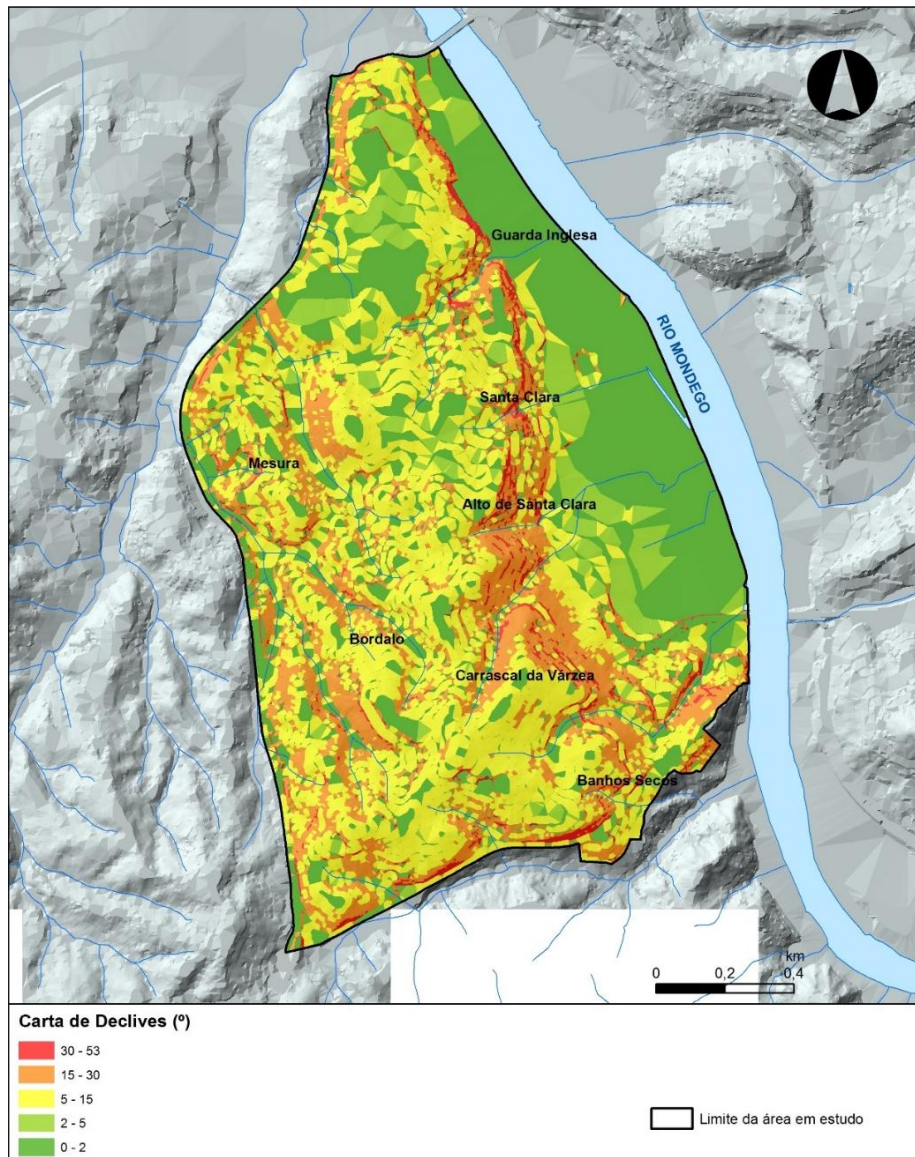 Guarda Inglesa
RIO MONDEGO
Santa Clara
Mesura
Alto de Santa Clara
Bordalo
Carrascal da Várzea
Banhos Secos
km
0 0,2 0,4
Carta de Declives (º)
30 - 53
15 - 30
5 - 15
2 - 5
0 - 2
Limite da área em estudo